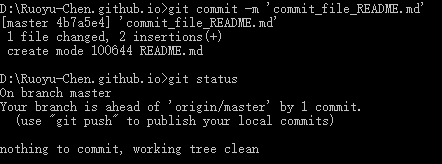 D:\Ruoyu-Chen.github.io>git commit -m 'commit_file_README.md'
[master 4b7a5e4] 'commit_file_README.md'
 1 file changed, 2 insertions(+)
 create mode 100644 README.md
D:\Ruoyu-Chen.github.io>git status
On branch master
Your branch is ahead of 'origin/master' by 1 commit.
  (use "git push" to publish your local commits)
nothing to commit, working tree clean